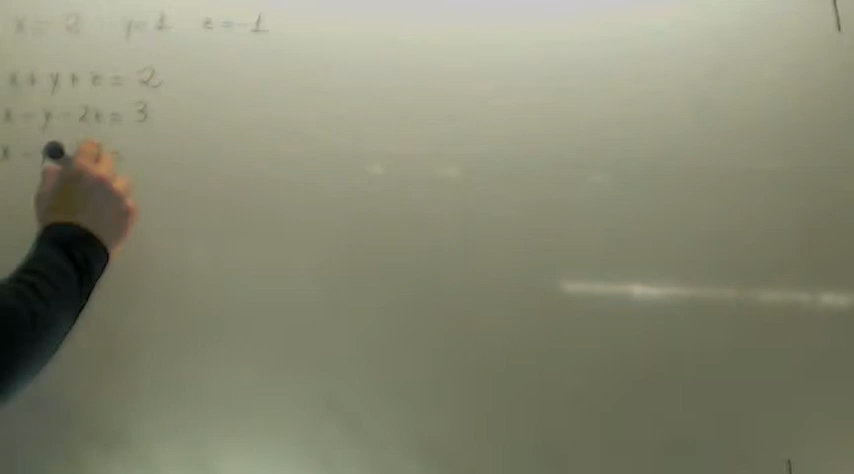 x = 2 y = 1 z = -1
x + y + z = 2
x - y - 2z = 3
x -